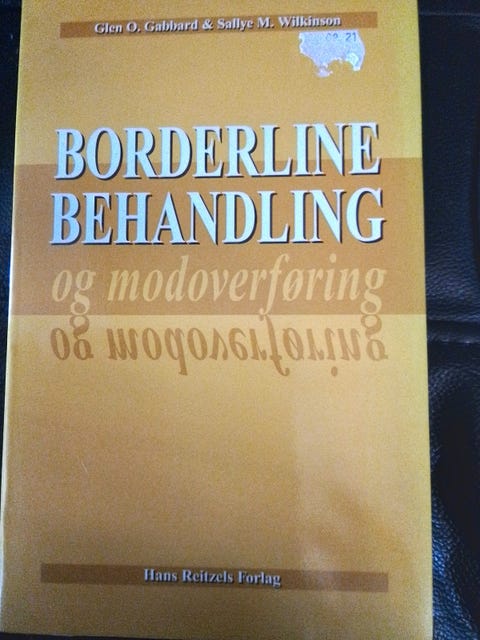 Glen O. Gabbard & Sallye M. Wilkinson
BORDERLINE
BEHANDLING
og modoverføring
og modoverføring
Hans Reitzels Forlag